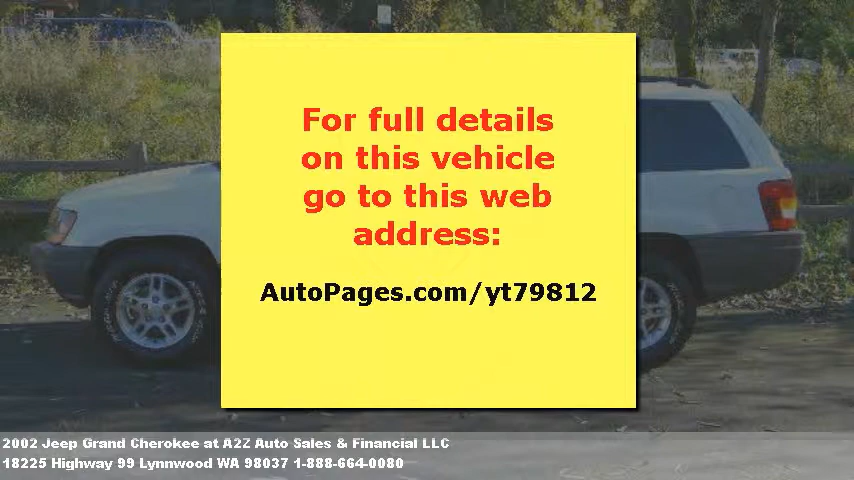 For full details
on this vehicle
go to this web
address:
AutoPages.com/yt79812
2002 Jeep Grand Cherokee at A2Z Auto Sales & Financial LLC
18225 Highway 99 Lynnwood WA 98037 1-888-664-0080